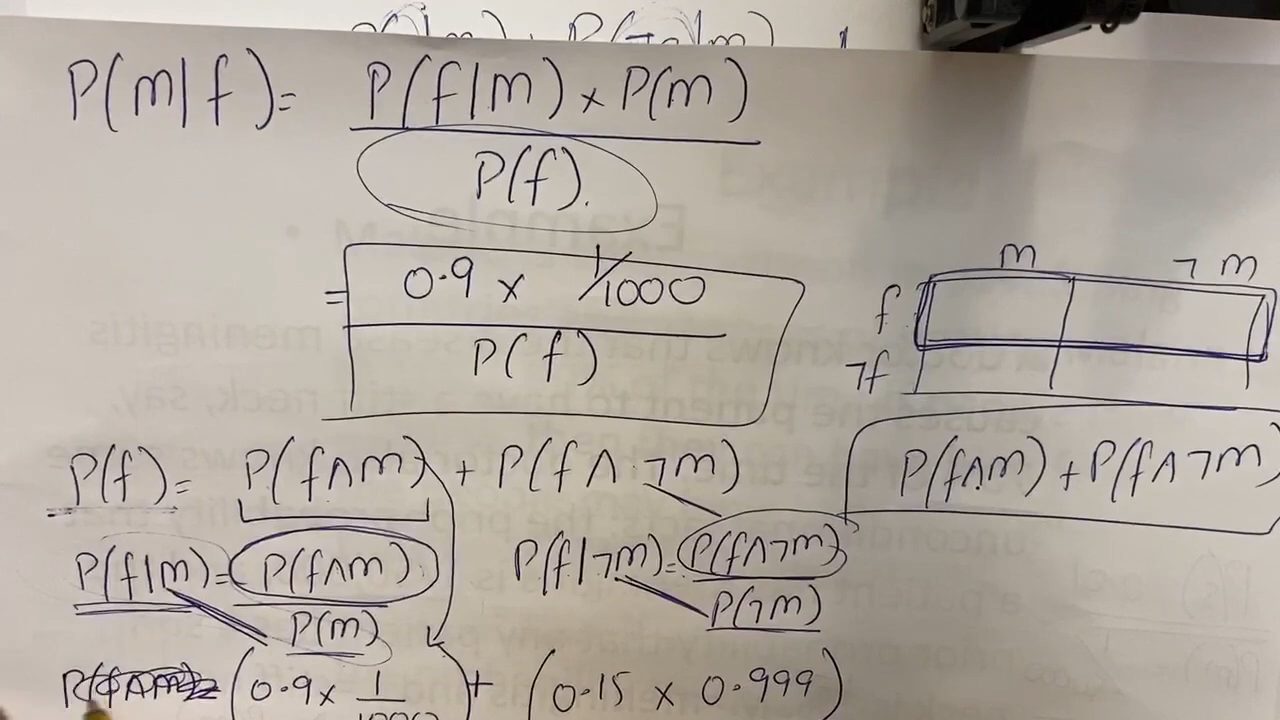 P(m|f)= P(f|m) × P(m)
P(f).
= 0.9 × 1/1000
P(f)
m ¬m
f
¬f
P(f)= P(f∧m) + P(f∧¬m)
P(f∧m) + P(f∧¬m)
P(f|m)= P(f∧m)
P(m)
P(f|¬m)= P(f∧¬m)
P(¬m)
(0.9 × 1/1000) + (0.15 × 0.999)